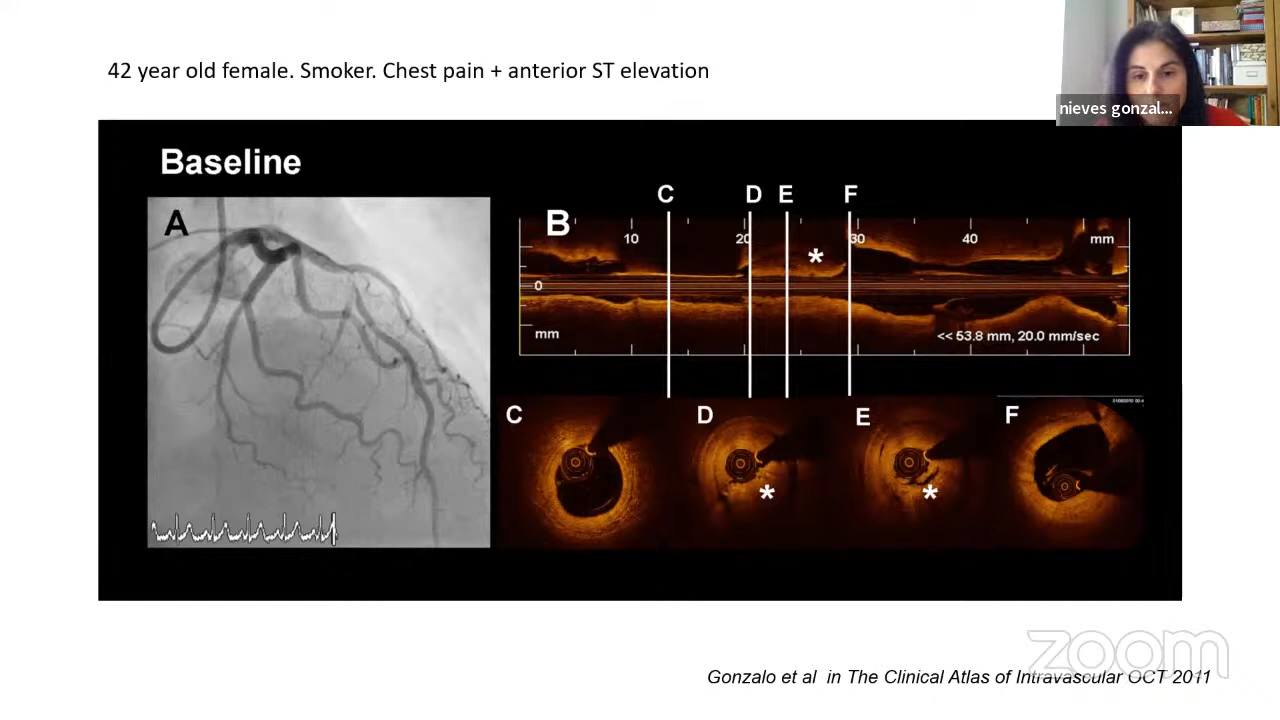 42 year old female. Smoker. Chest pain + anterior ST elevation
nieves gonzal...
Baseline
A
C D E F
B
10 20 30 40 mm
0
mm
<< 53.8 mm, 20.0 mm/sec
*
C D E F
* *
zoom
Gonzalo et al in The Clinical Atlas of Intravascular OCT 2011